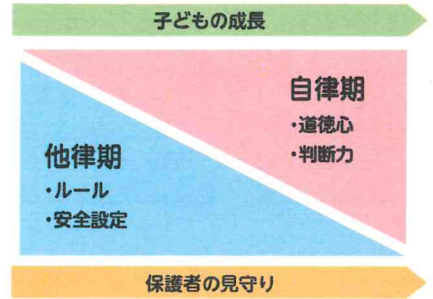 子どもの成長
自律期
・道徳心
・判断力
他律期
・ルール
・安全設定
保護者の見守り